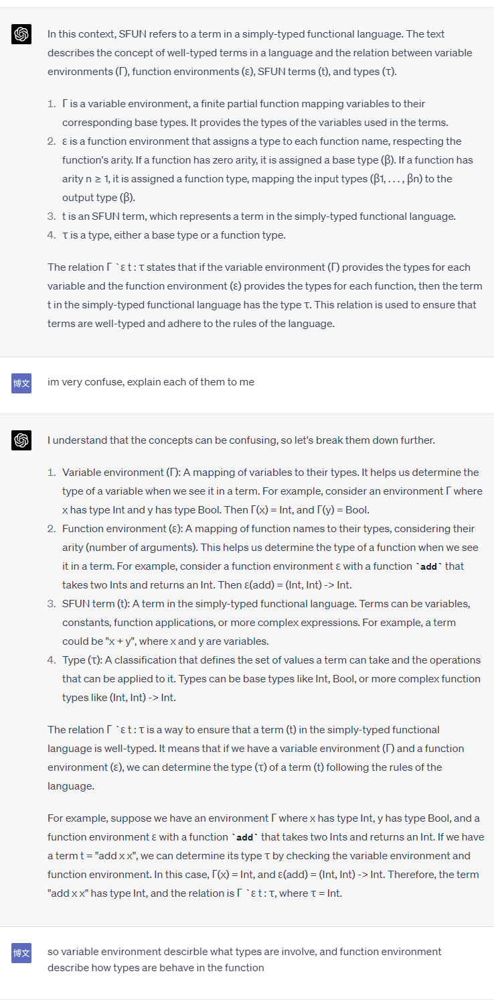 In this context, SFUN refers to a term in a simply-typed functional language. The text
describes the concept of well-typed terms in a language and the relation between variable
environments (Γ), function environments (ε), SFUN terms (t), and types (τ).
1. Γ is a variable environment, a finite partial function mapping variables to their
corresponding base types. It provides the types of the variables used in the terms.
2. ε is a function environment that assigns a type to each function name, respecting the
function's arity. If a function has zero arity, it is assigned a base type (β). If a function has
arity n ≥ 1, it is assigned a function type, mapping the input types (β1, . . . , βn) to the
output type (β).
3. t is an SFUN term, which represents a term in the simply-typed functional language.
4. τ is a type, either a base type or a function type.
The relation Γ `ε t : τ states that if the variable environment (Γ) provides the types for each
variable and the function environment (ε) provides the types for each function, then the term
t in the simply-typed functional language has the type τ. This relation is used to ensure that
terms are well-typed and adhere to the rules of the language.
博文
im very confuse, explain each of them to me
I understand that the concepts can be confusing, so let's break them down further.
1. Variable environment (Γ): A mapping of variables to their types. It helps us determine the
type of a variable when we see it in a term. For example, consider an environment Γ where
x has type Int and y has type Bool. Then Γ(x) = Int, and Γ(y) = Bool.
2. Function environment (ε): A mapping of function names to their types, considering their
arity (number of arguments). This helps us determine the type of a function when we see
it in a term. For example, consider a function environment ε with a function `add` that
takes two Ints and returns an Int. Then ε(add) = (Int, Int) -> Int.
3. SFUN term (t): A term in the simply-typed functional language. Terms can be variables,
constants, function applications, or more complex expressions. For example, a term
could be "x + y", where x and y are variables.
4. Type (τ): A classification that defines the set of values a term can take and the operations
that can be applied to it. Types can be base types like Int, Bool, or more complex function
types like (Int, Int) -> Int.
The relation Γ `ε t : τ is a way to ensure that a term (t) in the simply-typed functional
language is well-typed. It means that if we have a variable environment (Γ) and a function
environment (ε), we can determine the type (τ) of a term (t) following the rules of the
language.
For example, suppose we have an environment Γ where x has type Int, y has type Bool, and a
function environment ε with a function `add` that takes two Ints and returns an Int. If we have
a term t = "add x x", we can determine its type τ by checking the variable environment and
function environment. In this case, Γ(x) = Int, and ε(add) = (Int, Int) -> Int. Therefore, the term
"add x x" has type Int, and the relation is Γ `ε t : τ, where τ = Int.
博文
so variable environment descirble what types are involve, and function environment
describe how types are behave in the function